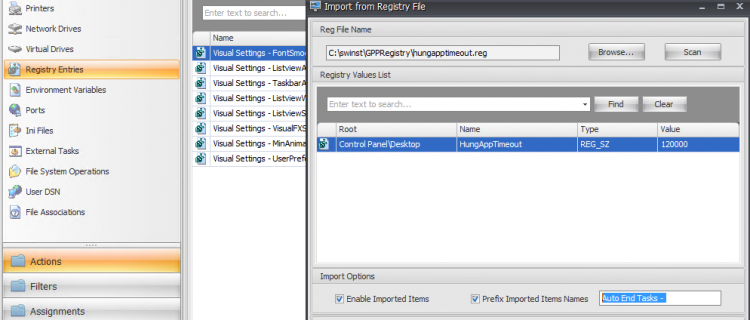 Printers
Network Drives
Virtual Drives
Registry Entries
Environment Variables
Ports
Ini Files
External Tasks
File System Operations
User DSN
File Associations
Actions
Filters
Assignments
Enter text to search...
Name
Visual Settings - FontSmoo
Visual Settings - ListviewA
Visual Settings - TaskbarA
Visual Settings - ListviewW
Visual Settings - ListviewS
Visual Settings - VisualFXS
Visual Settings - MinAnima
Visual Settings - UserPrefe
Import from Registry File
Reg File Name
C:\swinst\GPPRegistry\hungapptimeout.reg
Browse...
Scan
Registry Values List
Enter text to search...
Find
Clear
Root Name Type Value
Control Panel\Desktop HungAppTimeout REG_SZ 120000
Import Options
Enable Imported Items
Prefix Imported Items Names
Auto End Tasks -